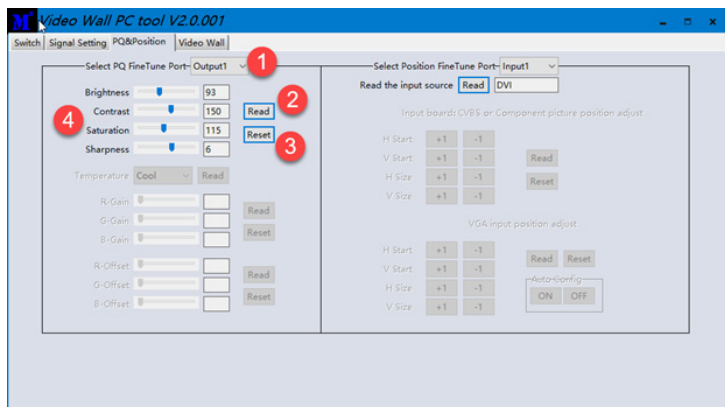 Video Wall PC tool V2.0.001
Switch Signal Setting PQ&Position Video Wall
Select PQ FineTune Port Output1 1
Brightness 93
Contrast 150 Read 2
Saturation 115 Reset 3
Sharpness 6
4
Temperature Cool Read
R-Gain
G-Gain
B-Gain
Read
Reset
R-Offset
G-Offset
B-Offset
Read
Reset
Select Position FineTune Port Input1
Read the input source Read DVI
Input board: CVBS or Component picture position adjust
H Start +1 -1
V Start +1 -1
H Size +1 -1
V Size +1 -1
Read
Reset
VGA input position adjust
H Start +1 -1
V Start +1 -1
H Size +1 -1
V Size +1 -1
Read Reset
Auto Config
ON OFF